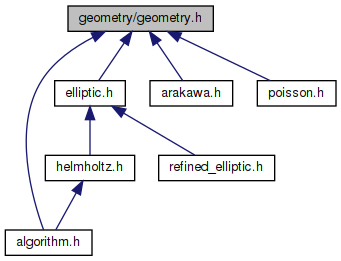 geometry/geometry.h
elliptic.h
arakawa.h
poisson.h
helmholtz.h
refined_elliptic.h
algorithm.h